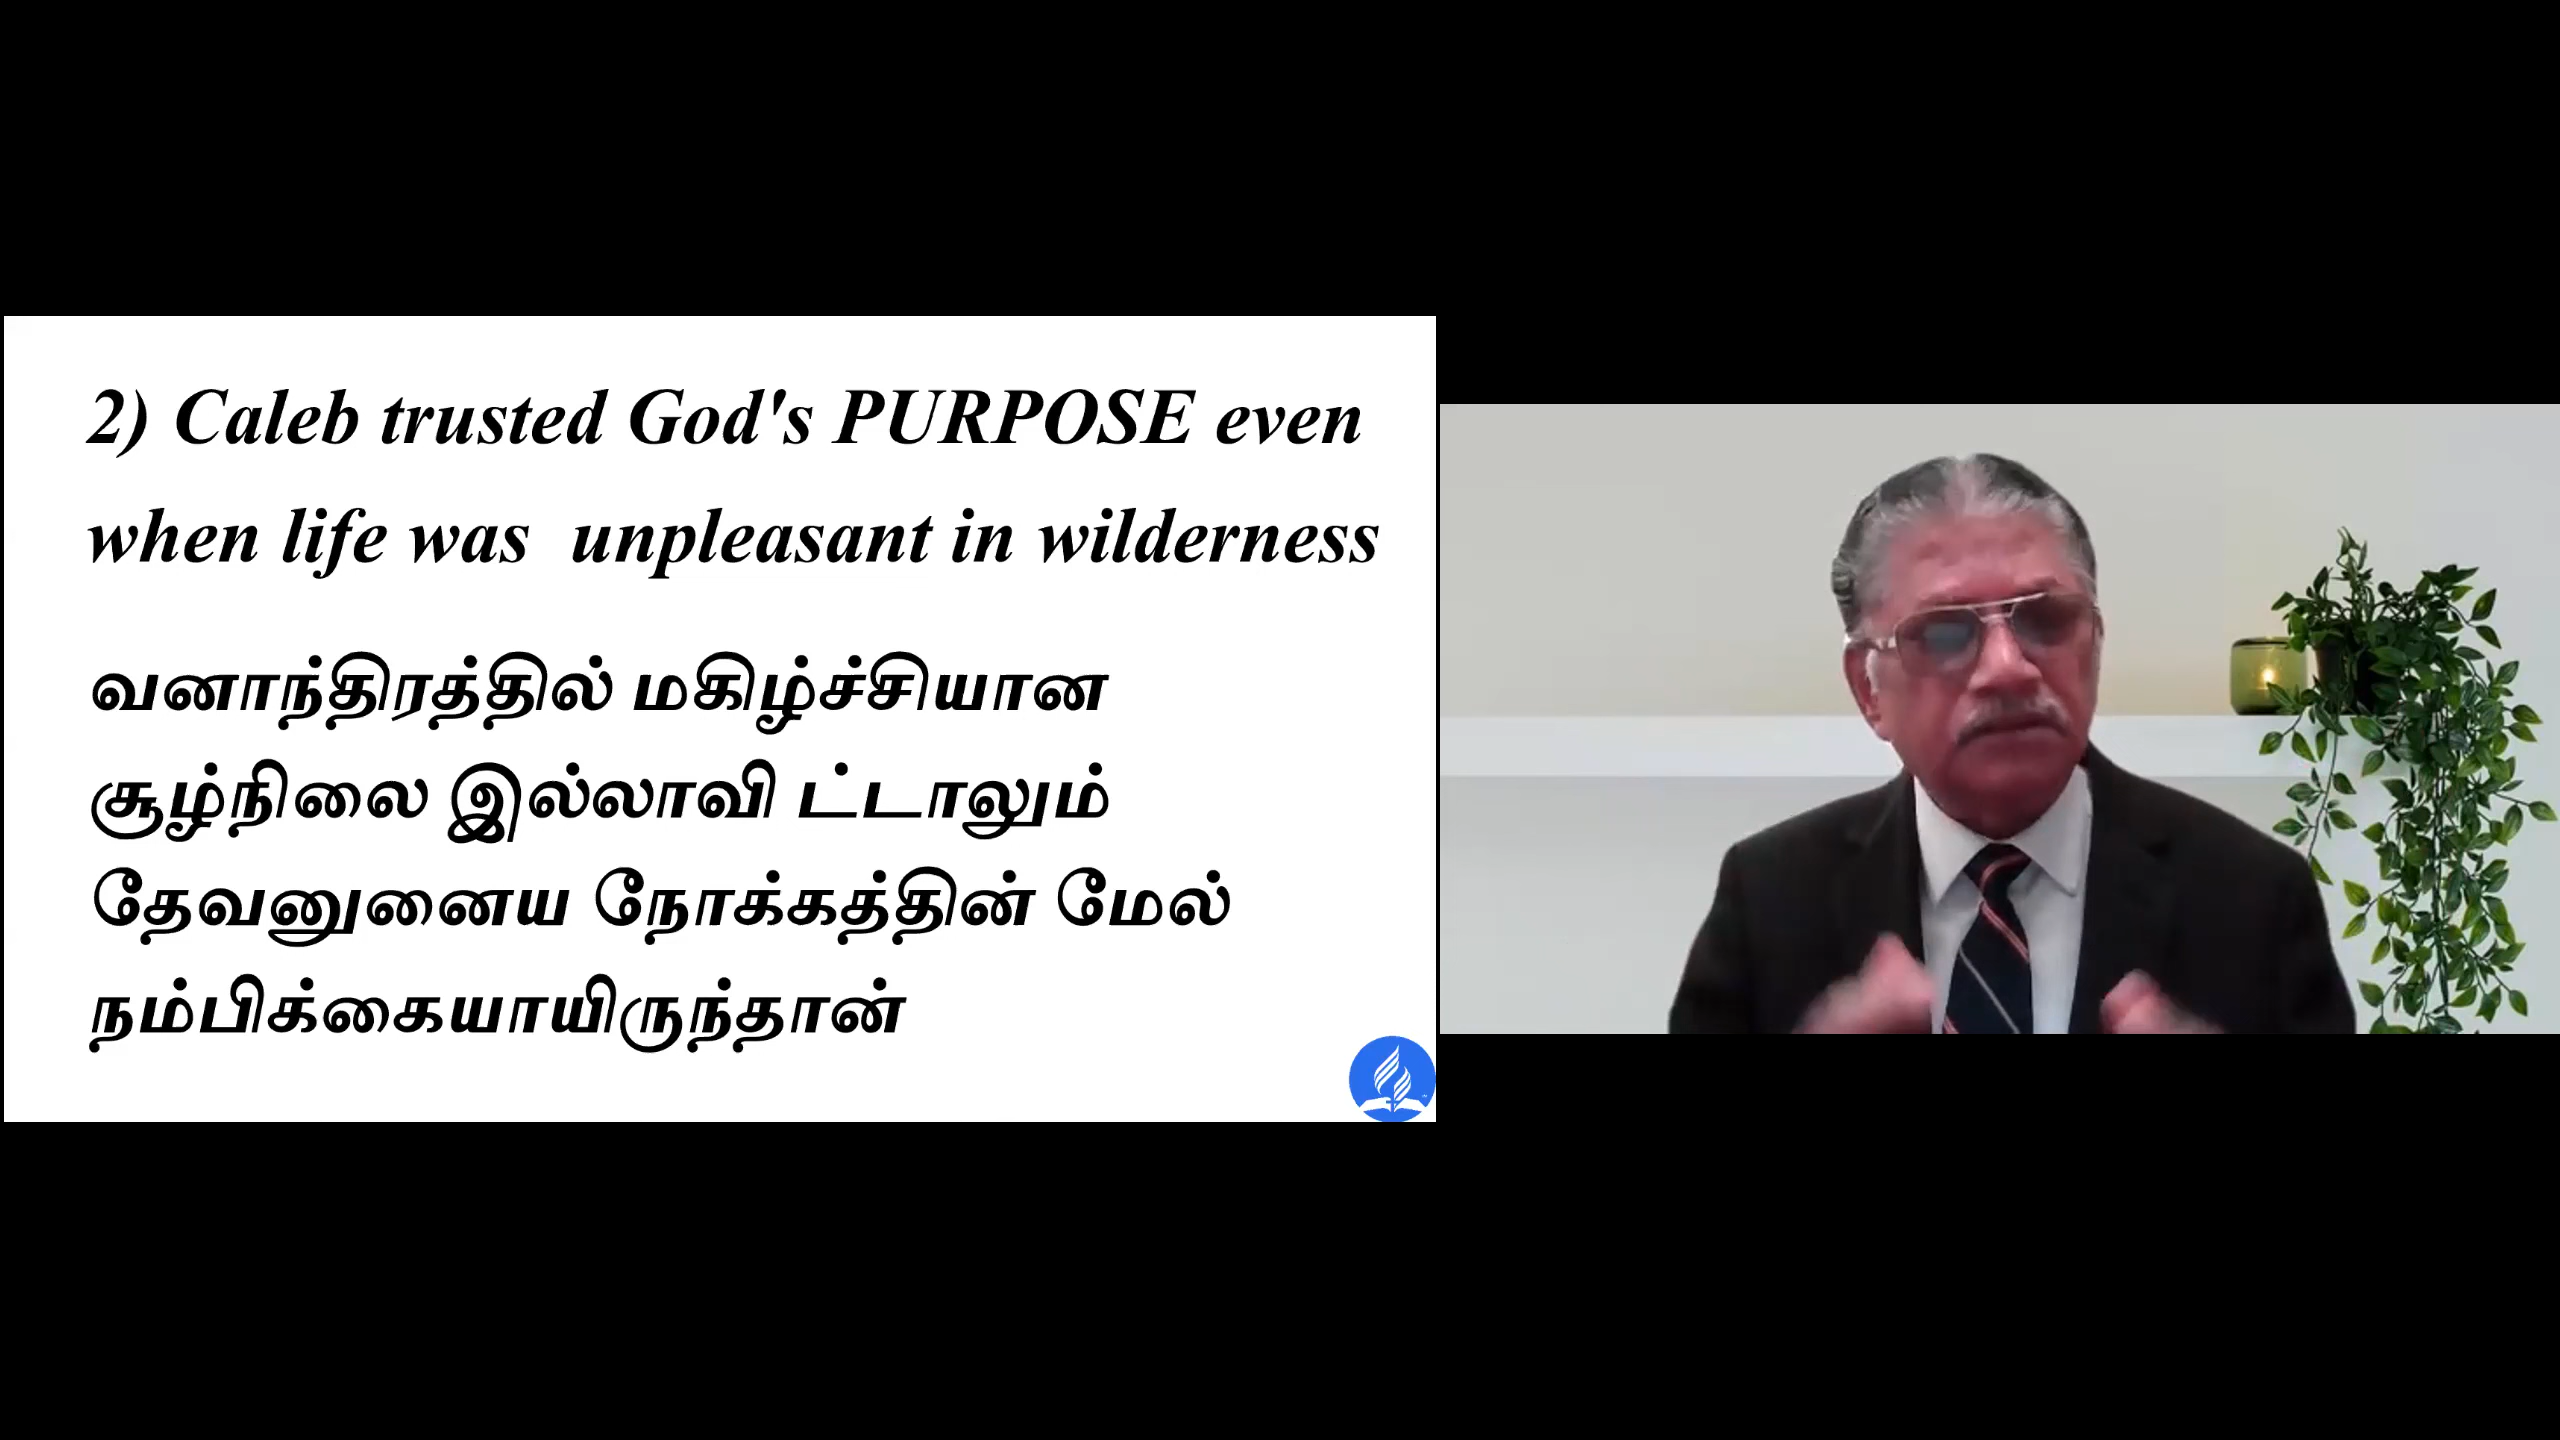 2) Caleb trusted God's PURPOSE even
when life was  unpleasant in wilderness
வனாந்திரத்தில் மகிழ்ச்சியான
சூழ்நிலை இல்லாவி ட்டாலும்
தேவனுனைய நோக்கத்தின் மேல்
நம்பிக்கையாயிருந்தான்